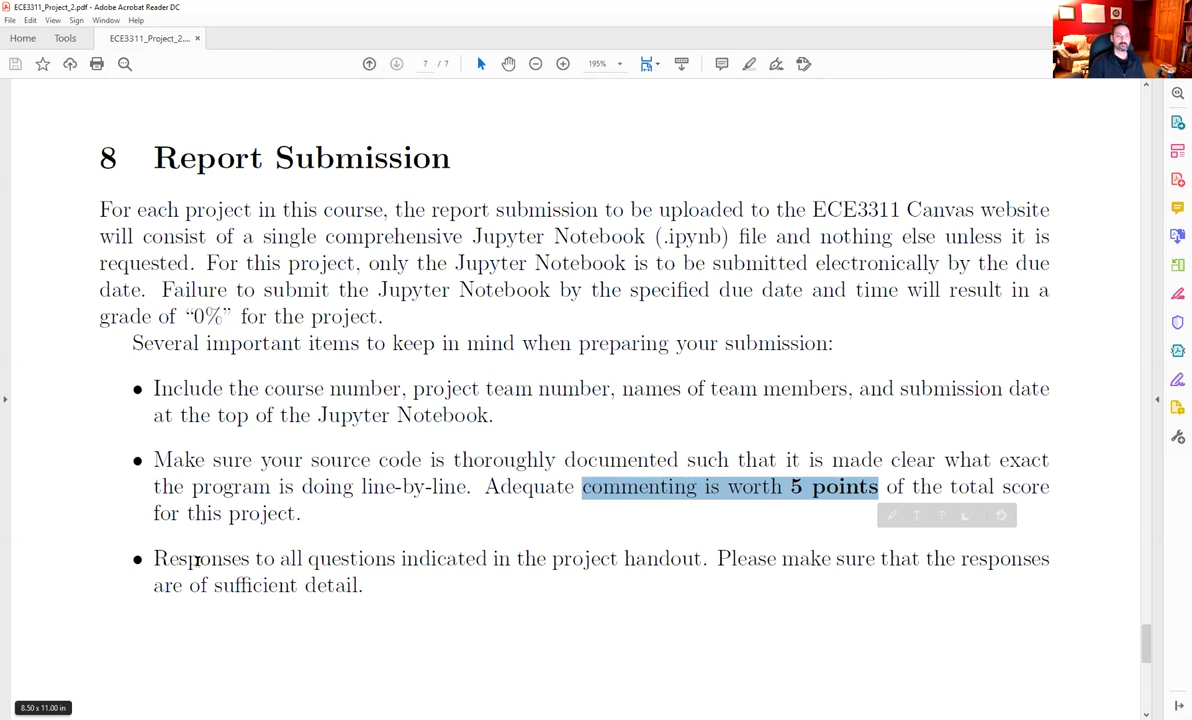 ECE3311_Project_2.pdf - Adobe Acrobat Reader DC
File Edit View Sign Window Help
Home Tools ECE3311_Project_2.... ×
7 / 7 195%
8 Report Submission
For each project in this course, the report submission to be uploaded to the ECE3311 Canvas website
will consist of a single comprehensive Jupyter Notebook (.ipynb) file and nothing else unless it is
requested. For this project, only the Jupyter Notebook is to be submitted electronically by the due
date. Failure to submit the Jupyter Notebook by the specified due date and time will result in a
grade of “0%” for the project.
Several important items to keep in mind when preparing your submission:
• Include the course number, project team number, names of team members, and submission date
at the top of the Jupyter Notebook.
• Make sure your source code is thoroughly documented such that it is made clear what exact
the program is doing line-by-line. Adequate commenting is worth 5 points of the total score
for this project.
• Responses to all questions indicated in the project handout. Please make sure that the responses
are of sufficient detail.
8.50 x 11.00 in